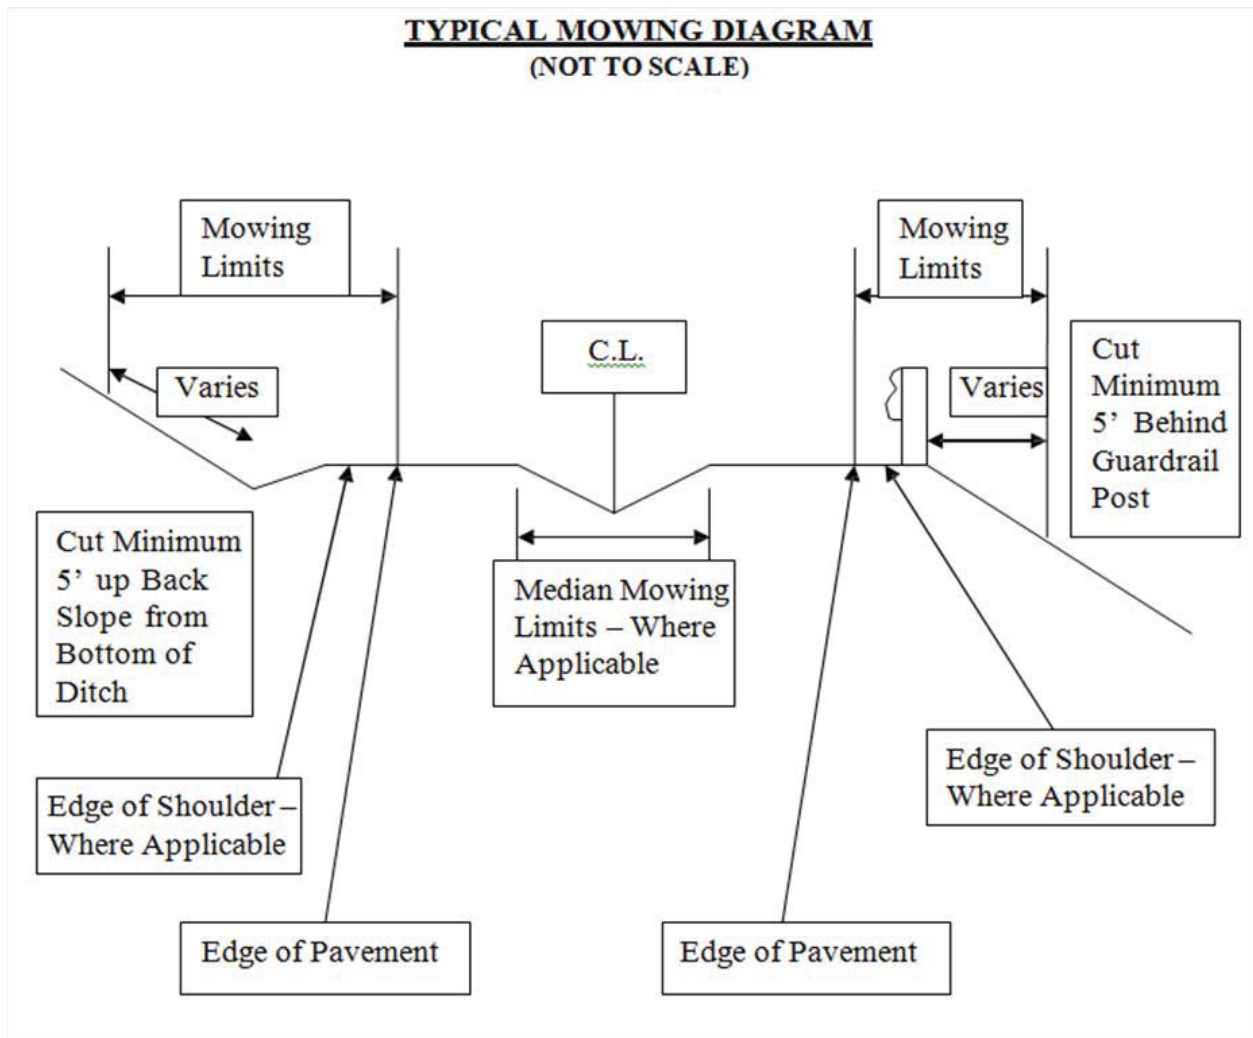 TYPICAL MOWING DIAGRAM
(NOT TO SCALE)
Mowing
Limits
Mowing
Limits
C.L.
Varies
Varies
Cut
Minimum
5’ Behind
Guardrail
Post
Cut Minimum
5’ up Back
Slope from
Bottom of
Ditch
Median Mowing
Limits – Where
Applicable
Edge of Shoulder –
Where Applicable
Edge of Shoulder –
Where Applicable
Edge of Pavement
Edge of Pavement